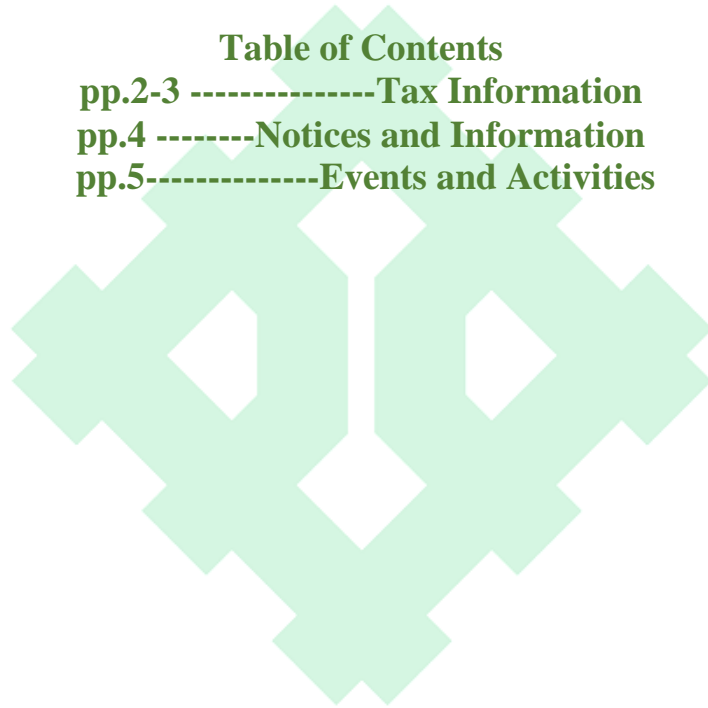 Table of Contents
pp.2-3 ---------------Tax Information
pp.4 --------Notices and Information
pp.5--------------Events and Activities